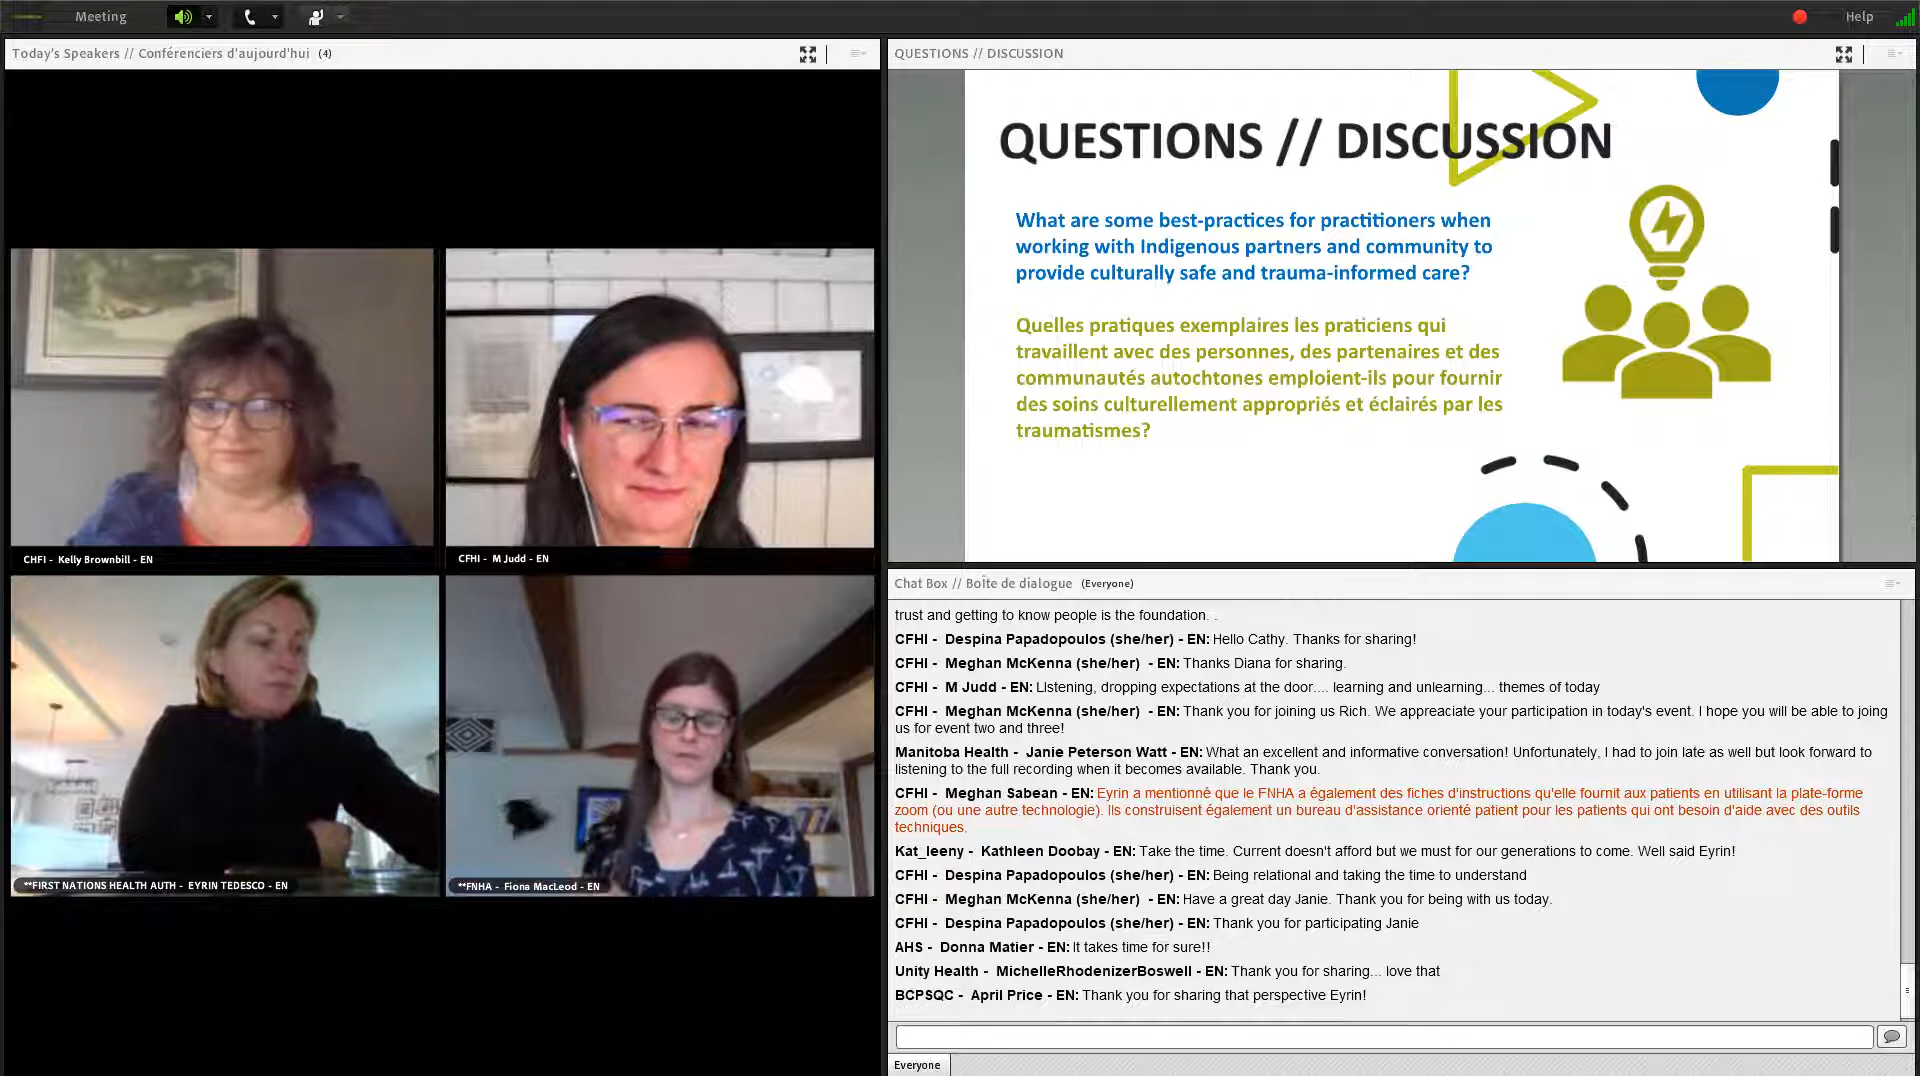 Meeting
Help
Today's Speakers // Conférenciers d'aujourd'hui (4)
CHFI - Kelly Brownbill - EN
CFHI - M Judd - EN
**FIRST NATIONS HEALTH AUTH - EYRIN TEDESCO - EN
**FNHA - Fiona MacLeod - EN
QUESTIONS // DISCUSSION
QUESTIONS // DISCUSSION
What are some best-practices for practitioners when
working with Indigenous partners and community to
provide culturally safe and trauma-informed care?
Quelles pratiques exemplaires les praticiens qui
travaillent avec des personnes, des partenaires et des
communautés autochtones emploient-ils pour fournir
des soins culturellement appropriés et éclairés par les
traumatismes?
Chat Box // Boîte de dialogue (Everyone)
trust and getting to know people is the foundation. .
CFHI - Despina Papadopoulos (she/her) - EN: Hello Cathy. Thanks for sharing!
CFHI - Meghan McKenna (she/her) - EN: Thanks Diana for sharing.
CFHI - M Judd - EN: LIstening, dropping expectations at the door.... learning and unlearning... themes of today
CFHI - Meghan McKenna (she/her) - EN: Thank you for joining us Rich. We appreaciate your participation in today's event. I hope you will be able to joing
us for event two and three!
Manitoba Health - Janie Peterson Watt - EN: What an excellent and informative conversation! Unfortunately, I had to join late as well but look forward to
listening to the full recording when it becomes available. Thank you.
CFHI - Meghan Sabean - EN: Eyrin a mentionné que le FNHA a également des fiches d'instructions qu'elle fournit aux patients en utilisant la plate-forme
zoom (ou une autre technologie). Ils construisent également un bureau d'assistance orienté patient pour les patients qui ont besoin d'aide avec des outils
techniques.
Kat_leeny - Kathleen Doobay - EN: Take the time. Current doesn't afford but we must for our generations to come. Well said Eyrin!
CFHI - Despina Papadopoulos (she/her) - EN: Being relational and taking the time to understand
CFHI - Meghan McKenna (she/her) - EN: Have a great day Janie. Thank you for being with us today.
CFHI - Despina Papadopoulos (she/her) - EN: Thank you for participating Janie
AHS - Donna Matier - EN: It takes time for sure!!
Unity Health - MichelleRhodenizerBoswell - EN: Thank you for sharing... love that
BCPSQC - April Price - EN: Thank you for sharing that perspective Eyrin!
Everyone